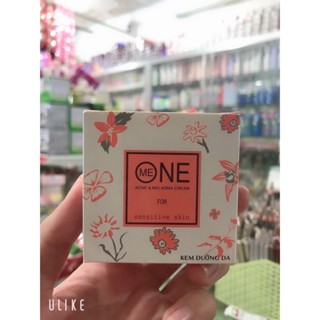 ME
ONE
ACNE & MELASMA CREAM
FOR
sensitive skin
KEM DƯỠNG DA
ULIKE